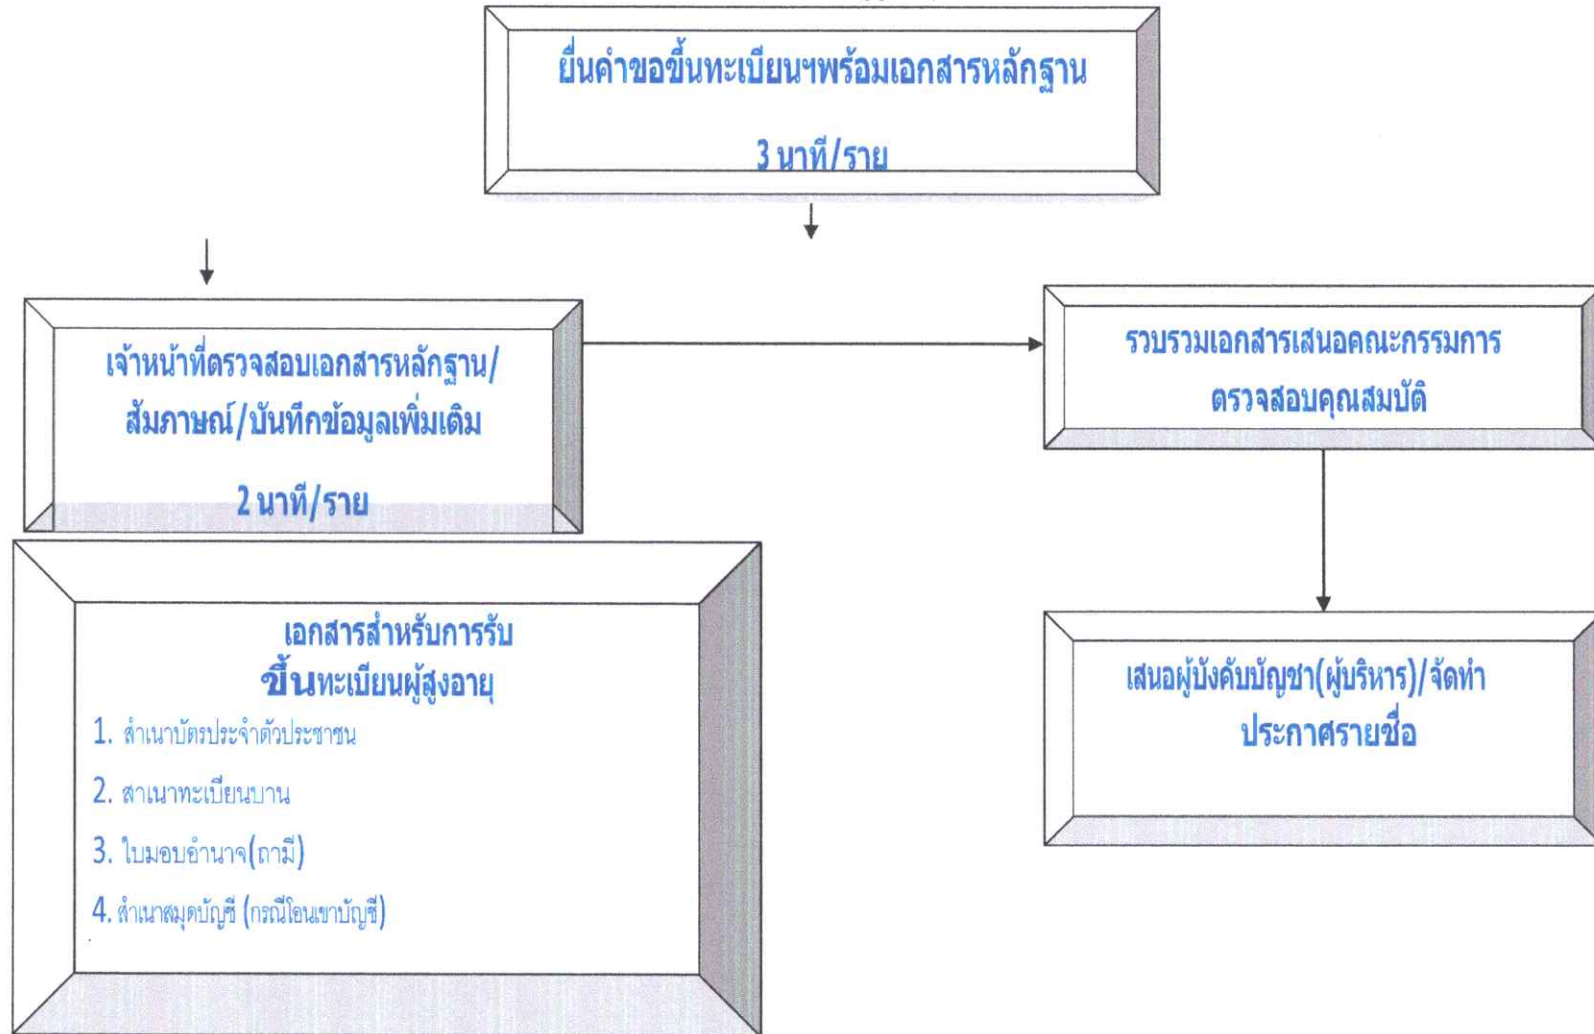 ยื่นคำขอขึ้นทะเบียนฯพร้อมเอกสารหลักฐาน
3 นาที/ราย
เจ้าหน้าที่ตรวจสอบเอกสารหลักฐาน/
สัมภาษณ์/บันทึกข้อมูลเพิ่มเติม
2 นาที/ราย
รวบรวมเอกสารเสนอคณะกรรมการ
ตรวจสอบคุณสมบัติ
เอกสารสำหรับการรับ
ขึ้นทะเบียนผู้สูงอายุ
1. สำเนาบัตรประจำตัวประชาชน
2. สาเนาทะเบียนบาน
3. ใบมอบอำนาจ(ถามี)
4. สำเนาสมุดบัญชี (กรณีโอนเขาบัญชี)
เสนอผู้บังคับบัญชา(ผู้บริหาร)/จัดทำ
ประกาศรายชื่อ